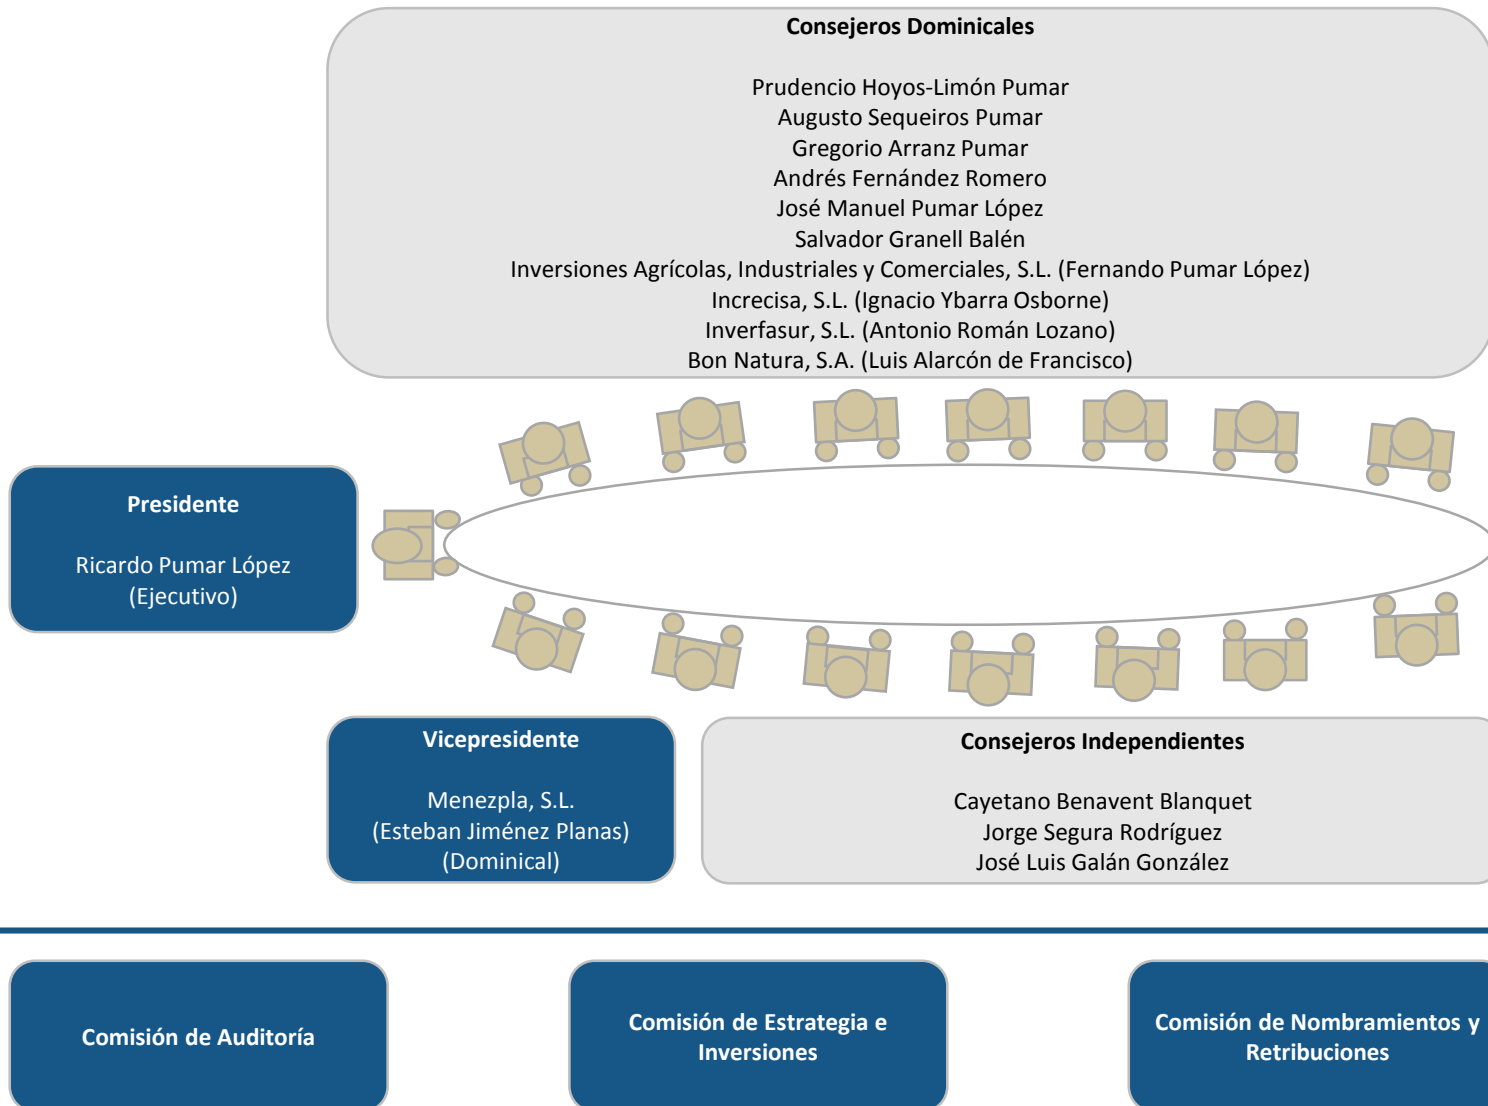 Consejeros Dominicales
Prudencio Hoyos-Limón Pumar
Augusto Sequeiros Pumar
Gregorio Arranz Pumar
Andrés Fernández Romero
José Manuel Pumar López
Salvador Granell Balén
Inversiones Agrícolas, Industriales y Comerciales, S.L. (Fernando Pumar López)
Increcisa, S.L. (Ignacio Ybarra Osborne)
Inverfasur, S.L. (Antonio Román Lozano)
Bon Natura, S.A. (Luis Alarcón de Francisco)
Presidente
Ricardo Pumar López
(Ejecutivo)
Vicepresidente
Menezpla, S.L.
(Esteban Jiménez Planas)
(Dominical)
Consejeros Independientes
Cayetano Benavent Blanquet
Jorge Segura Rodríguez
José Luis Galán González
Comisión de Auditoría
Comisión de Estrategia e
Inversiones
Comisión de Nombramientos y
Retribuciones